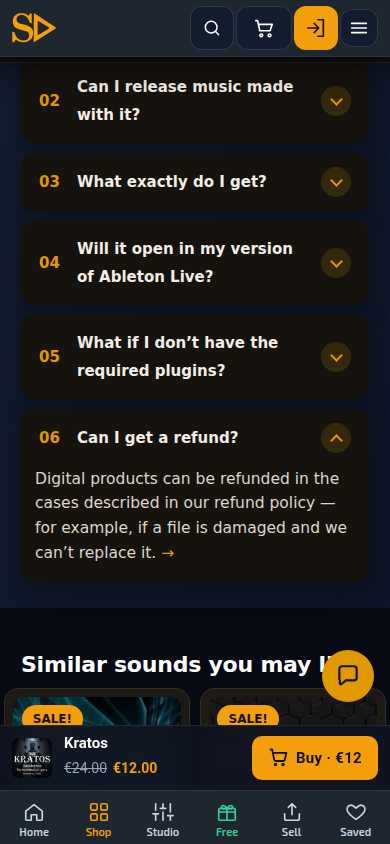 02 Can I release music made
with it?
03 What exactly do I get?
04 Will it open in my version
of Ableton Live?
05 What if I don’t have the
required plugins?
06 Can I get a refund?
Digital products can be refunded in the
cases described in our refund policy —
for example, if a file is damaged and we
can’t replace it. →
Similar sounds you may
SALE! SALE!
KRATOS
Kratos
€24.00 €12.00
Buy · €12
Home Shop Studio Free Sell Saved